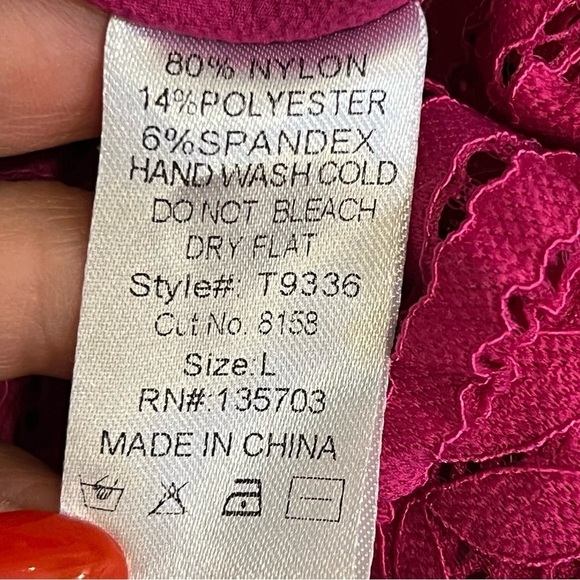 80% NYLON
14%POLYESTER
6%SPANDEX
HAND WASH COLD
DO NOT BLEACH
DRY FLAT
Style#: T9336
Cut No. 8158
Size:L
RN#:135703
MADE IN CHINA